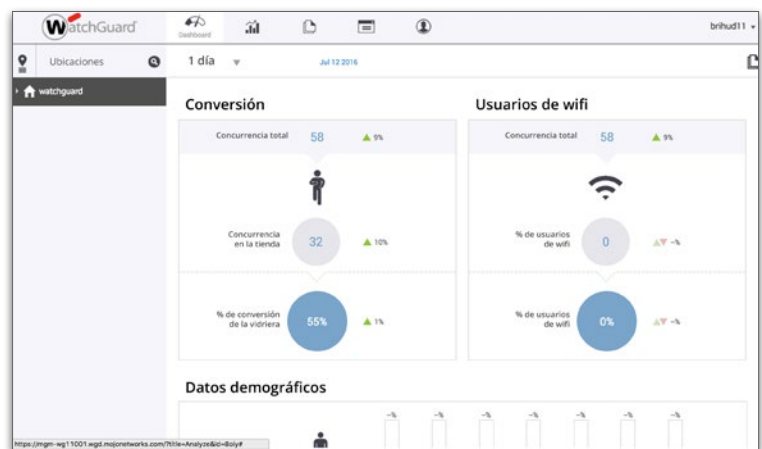 WatchGuard
Dashboard
brihud11
Ubicaciones
1 día
Jul 12 2016
watchguard
Conversión
Concurrencia total
58
9%
Concurrencia
en la tienda
32
10%
% de conversión
de la vidriera
55%
1%
Usuarios de wifi
Concurrencia total
58
9%
% de usuarios
de wifi
0
-%
% de usuarios
de wifi
0%
-%
Datos demográficos
-%
-%
-%
-%
-%
-%
-%
https://mgm-wg11001.wgd.mojonetworks.com/?title=Analyze&id=Boiy#